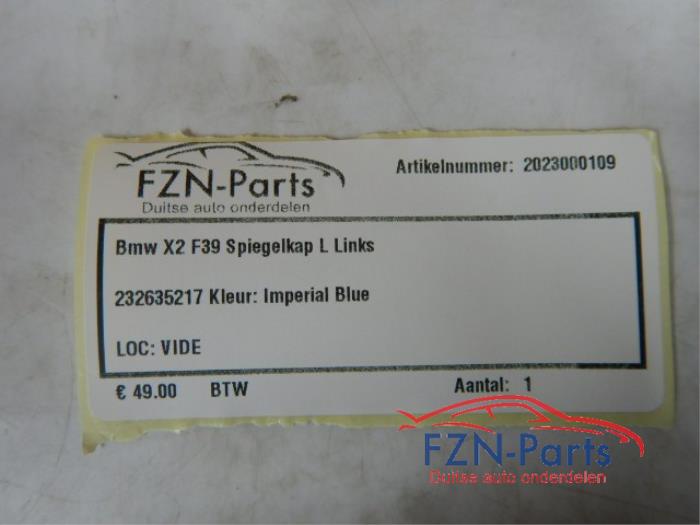 FZN-Parts
Duitse auto onderdelen
Artikelnummer: 2023000109
Bmw X2 F39 Spiegelkap L Links
232635217 Kleur: Imperial Blue
LOC: VIDE
€ 49.00 BTW Aantal: 1
FZN-Parts
Duitse auto onderdelen